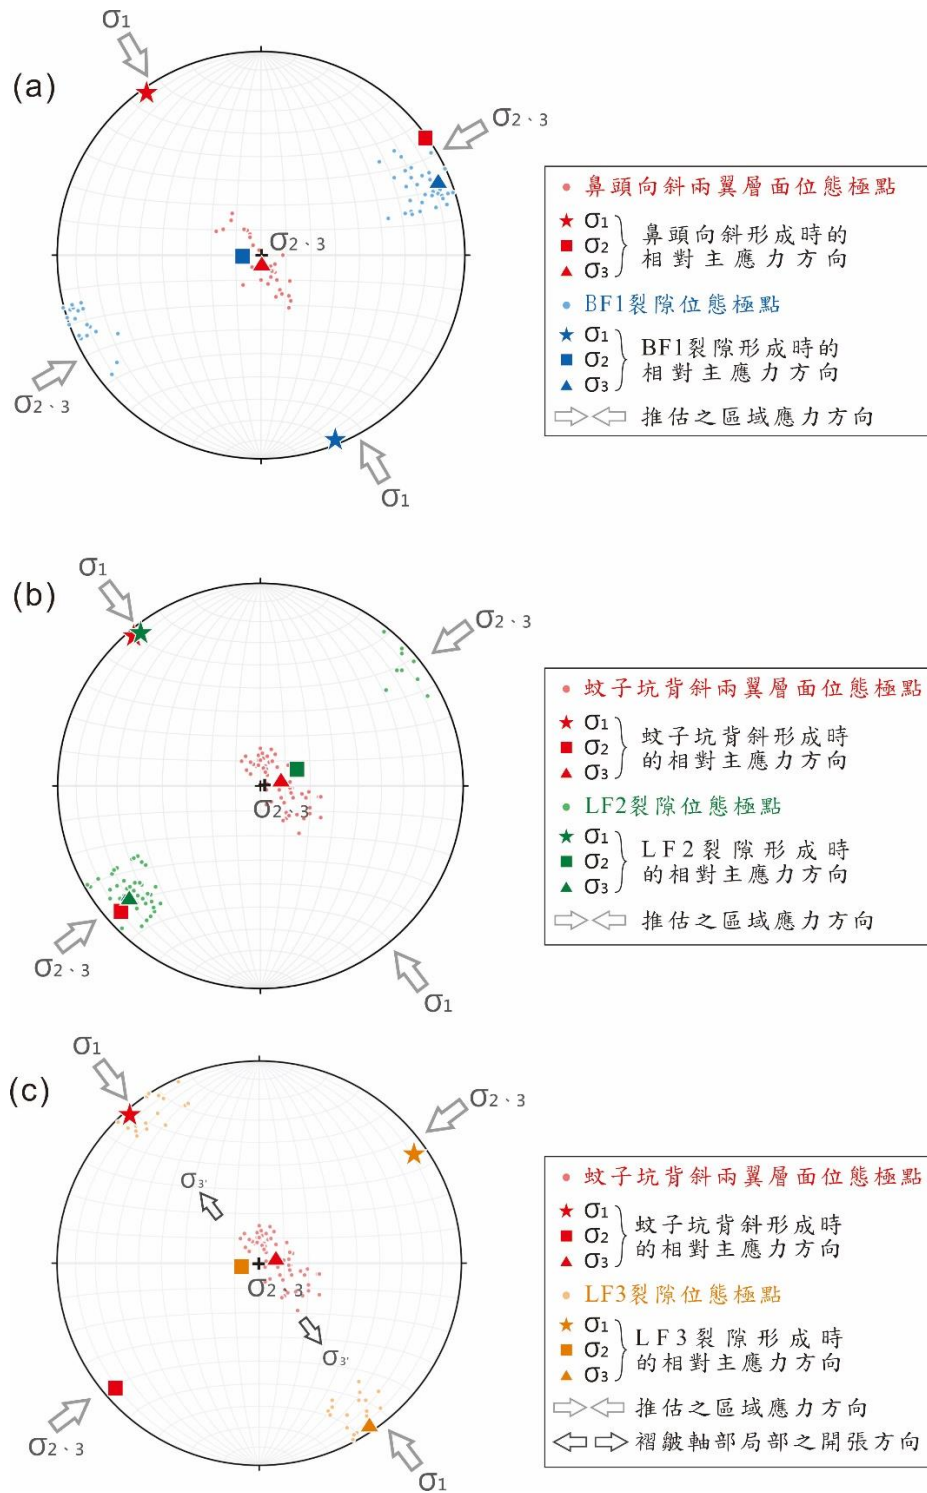 (a)
σ1
σ2、3
σ2、3
σ2、3
σ1
鼻頭向斜兩翼層面位態極點
σ1
σ2
σ3
鼻頭向斜形成時的
相對主應力方向
BF1裂隙位態極點
σ1
σ2
σ3
BF1裂隙形成時的
相對主應力方向
推估之區域應力方向
(b)
σ1
σ2、3
σ2、3
σ2、3
σ1
蚊子坑背斜兩翼層面位態極點
σ1
σ2
σ3
蚊子坑背斜形成時
的相對主應力方向
LF2裂隙位態極點
σ1
σ2
σ3
LF2裂隙形成時
的相對主應力方向
推估之區域應力方向
(c)
σ1
σ2、3
σ3'
σ2、3
σ3'
σ2、3
σ1
蚊子坑背斜兩翼層面位態極點
σ1
σ2
σ3
蚊子坑背斜形成時
的相對主應力方向
LF3裂隙位態極點
σ1
σ2
σ3
LF3裂隙形成時
的相對主應力方向
推估之區域應力方向
褶皺軸部局部之開張方向